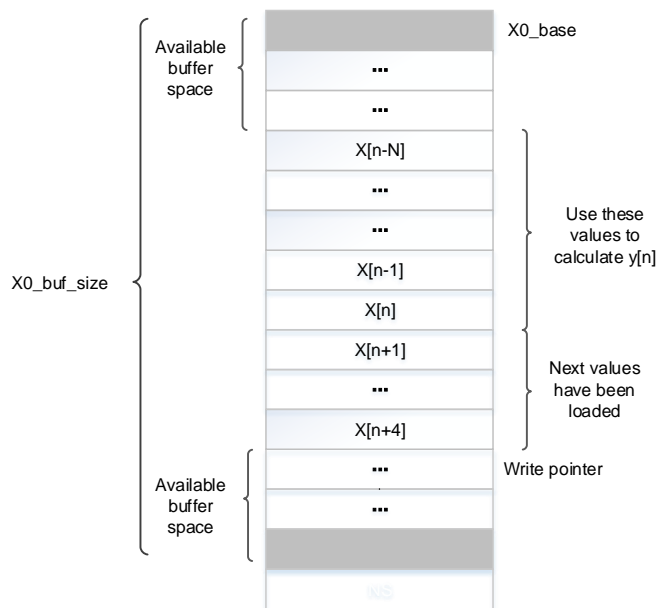 X0_base
Available
buffer
space
...
...
X[n-N]
...
...
X[n-1]
X[n]
Use these
values to
calculate y[n]
X0_buf_size
X[n+1]
...
X[n+4]
Next values
have been
loaded
...
Write pointer
...
Available
buffer
space